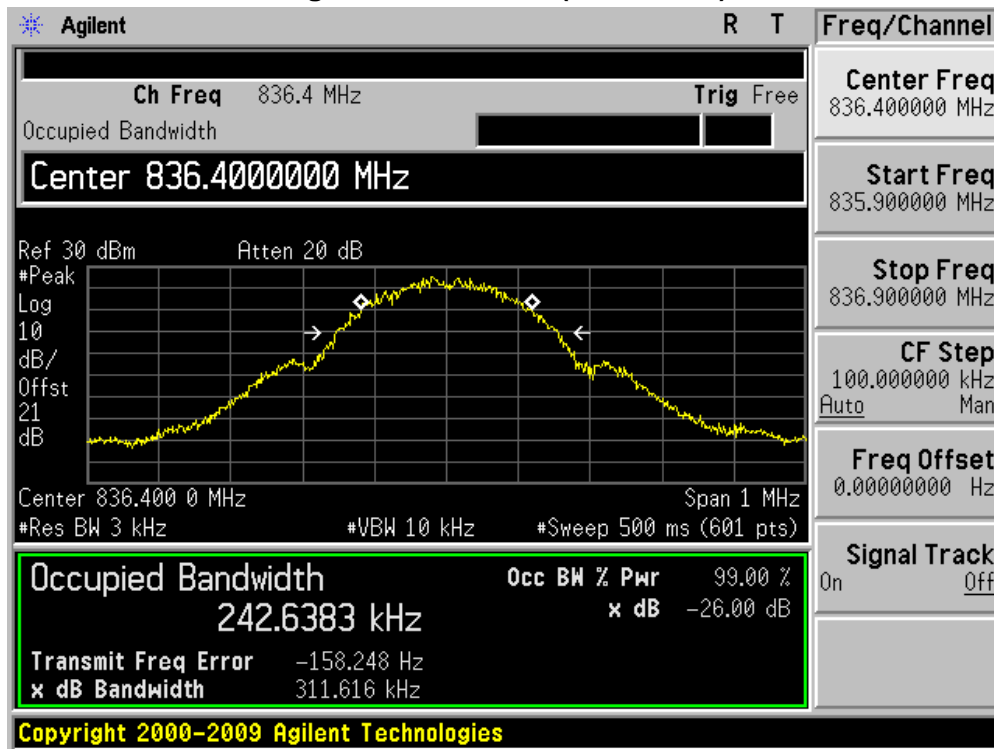 Agilent R T Freq/Channel
Ch Freq 836.4 MHz Trig Free
Occupied Bandwidth
Center 836.4000000 MHz
Ref 30 dBm Atten 20 dB
#Peak
Log
10
dB/
Offst
21
dB
Center 836.400 0 MHz Span 1 MHz
#Res BW 3 kHz #VBW 10 kHz #Sweep 500 ms (601 pts)
Occupied Bandwidth Occ BW % Pwr 99.00 %
242.6383 kHz x dB -26.00 dB
Transmit Freq Error -158.248 Hz
x dB Bandwidth 311.616 kHz
Copyright 2000-2009 Agilent Technologies
Center Freq
836.400000 MHz
Start Freq
835.900000 MHz
Stop Freq
836.900000 MHz
CF Step
100.000000 kHz
Auto Man
Freq Offset
0.00000000 Hz
Signal Track
On Off